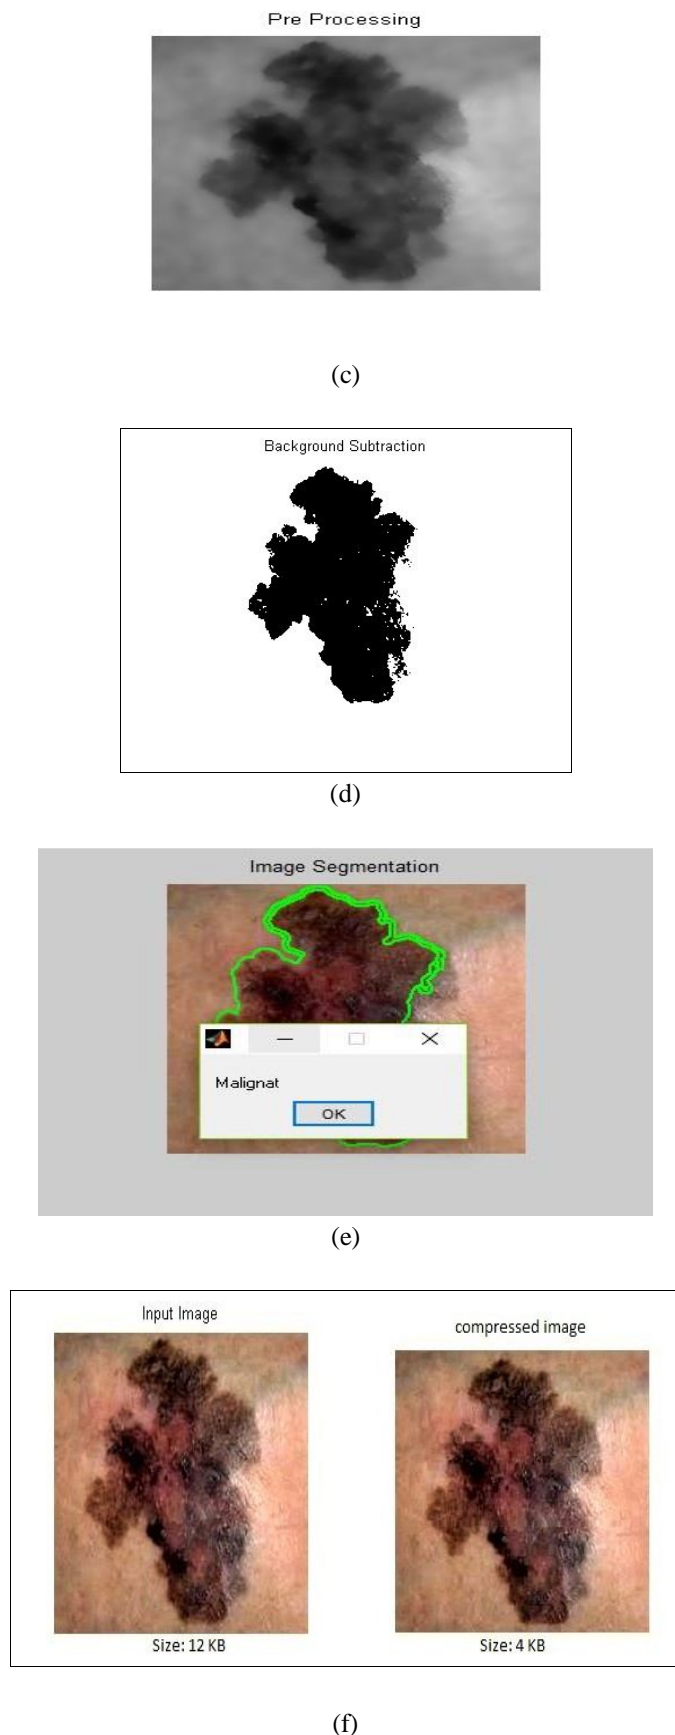 Pre Processing
(c)
Background Subtraction
(d)
Image Segmentation
Malignat
OK
(e)
Input Image
compressed image
Size: 12 KB
Size: 4 KB
(f)